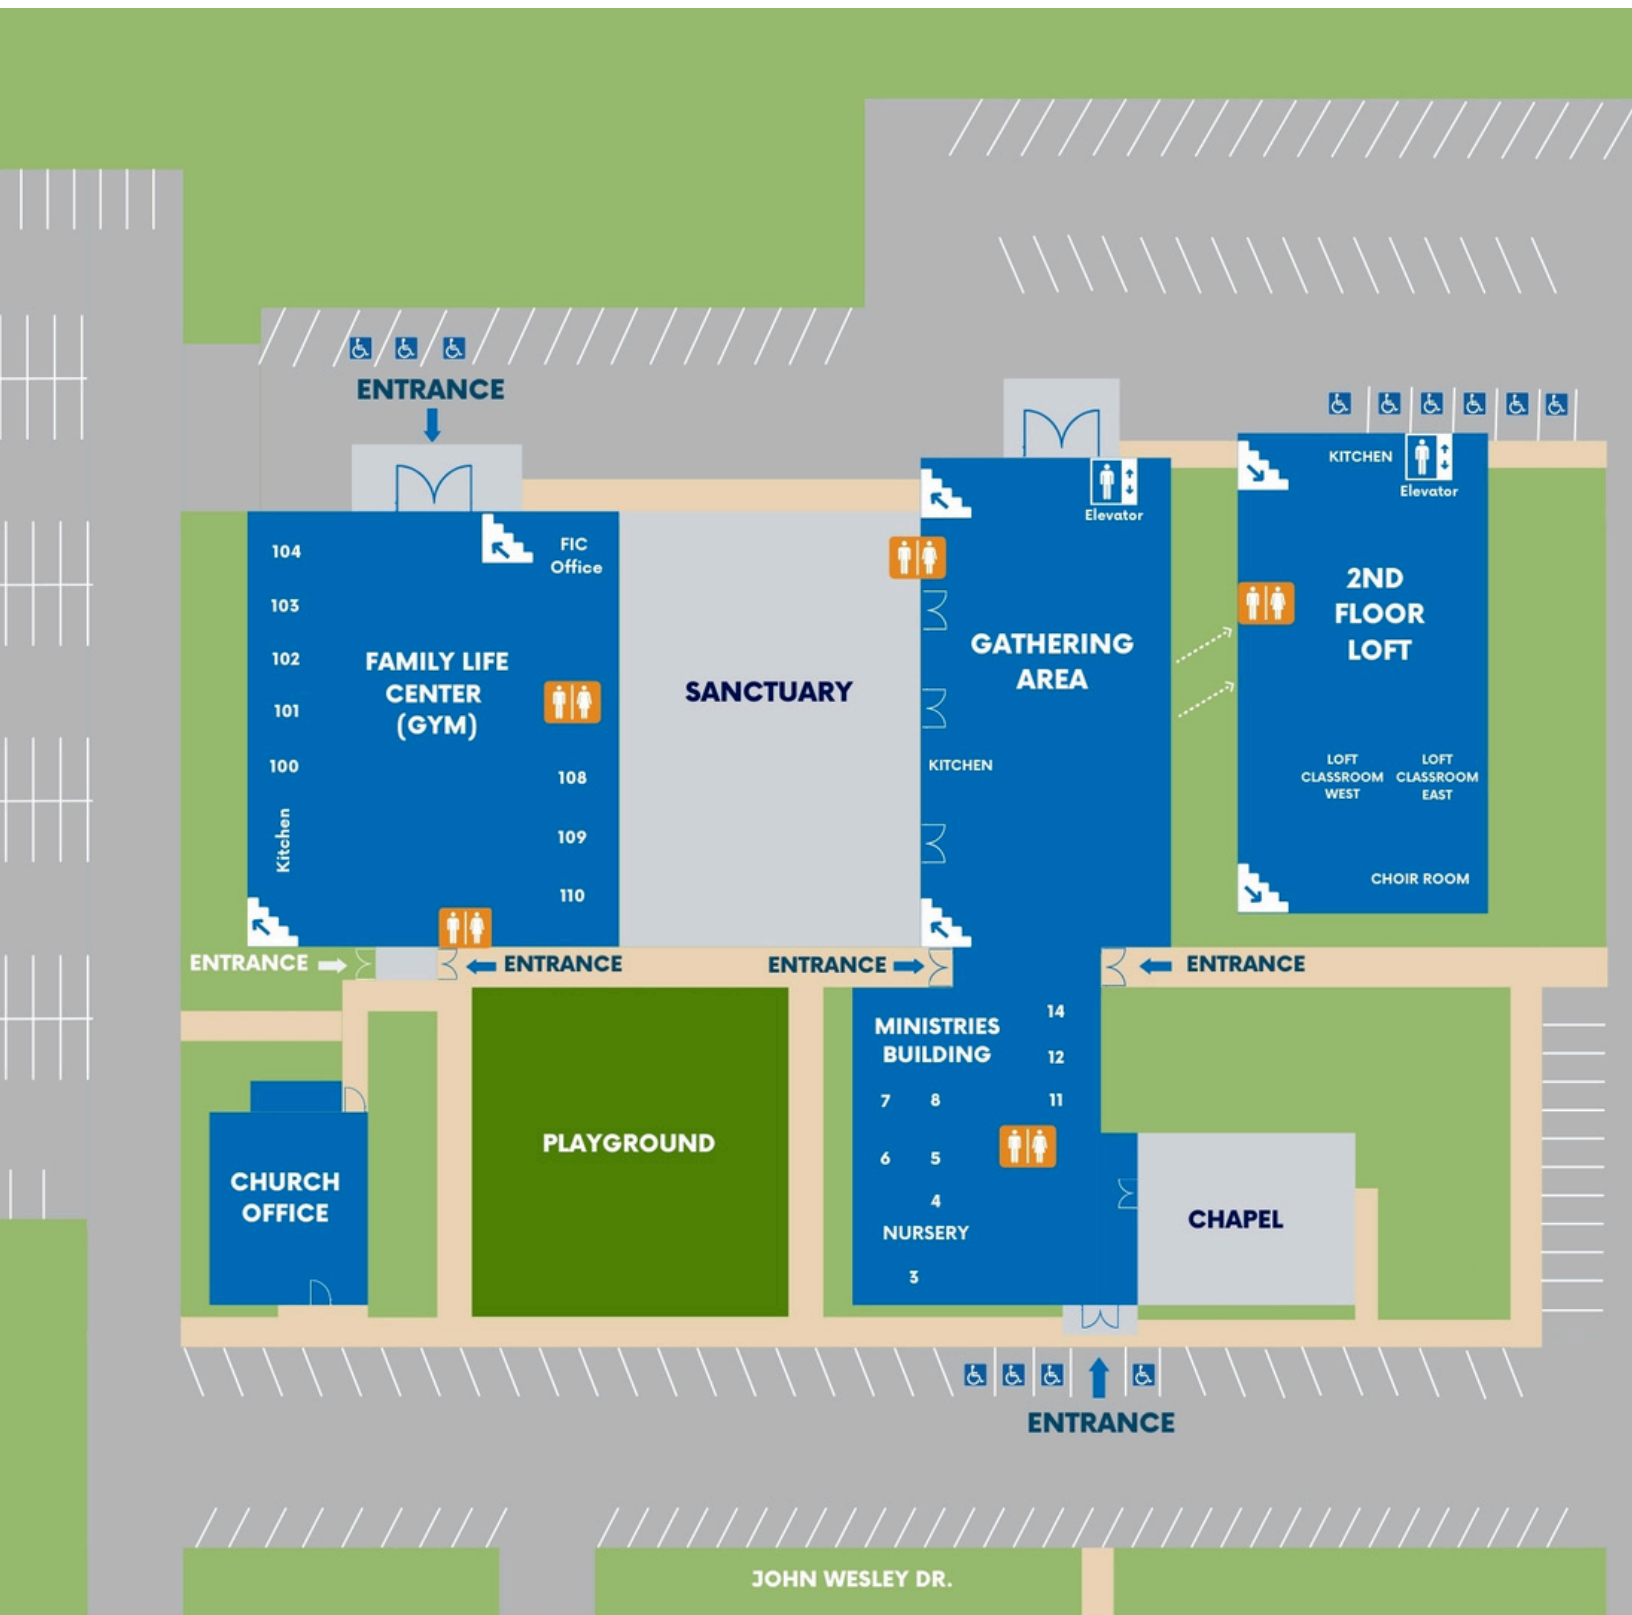 ENTRANCE
KITCHEN
Elevator
Elevator
104
FIC
Office
103
2ND
FLOOR
LOFT
GATHERING
AREA
102
FAMILY LIFE
CENTER
(GYM)
SANCTUARY
101
100
KITCHEN
108
LOFT
CLASSROOM
WEST
LOFT
CLASSROOM
EAST
Kitchen
109
110
CHOIR ROOM
ENTRANCE
ENTRANCE
ENTRANCE
ENTRANCE
14
MINISTRIES
BUILDING
12
7
8
11
PLAYGROUND
6
5
CHURCH
OFFICE
4
CHAPEL
NURSERY
3
ENTRANCE
JOHN WESLEY DR.